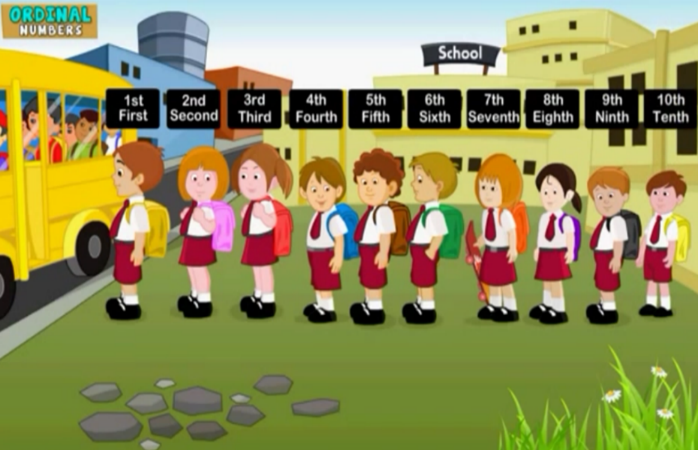 ORDINAL
NUMBERS
School
1st
First
2nd
Second
3rd
Third
4th
Fourth
5th
Fifth
6th
Sixth
7th
Seventh
8th
Eighth
9th
Ninth
10th
Tenth